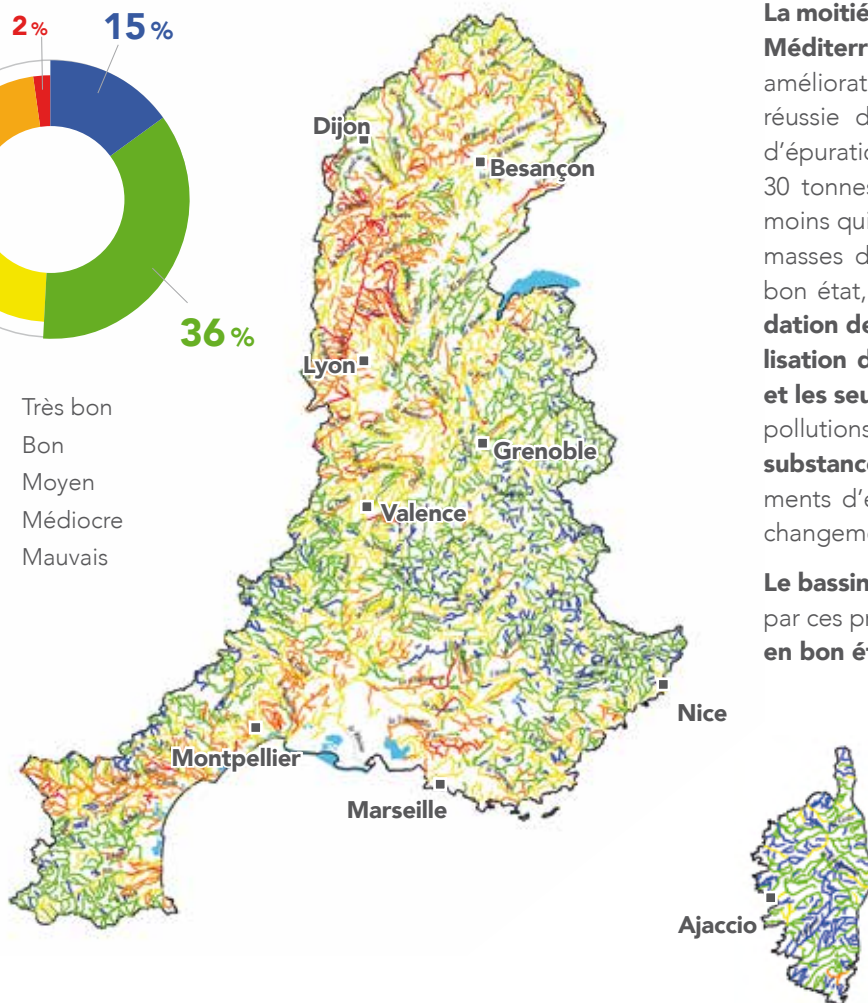 2 %
15 %
36 %
Très bon
Bon
Moyen
Médiocre
Mauvais
Dijon
Besançon
Lyon
Grenoble
Valence
Nice
Montpellier
Marseille
Ajaccio
La moitié
Méditerr
améliorat
réussie d
d'épuratio
30 tonnes
moins qui
masses d
bon état,
dation de
lisation d
et les seu
pollutions
substance
ments d'é
changeme
Le bassin
par ces pr
en bon ét